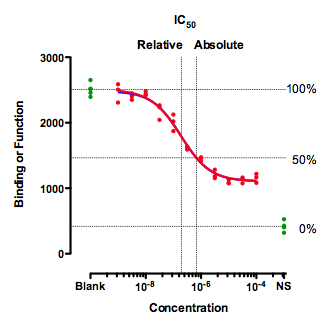 IC50
Relative Absolute
3000
100%
2000
50%
1000
0%
0
Blank 10-8 10-6 10-4 NS
Concentration
Binding or Function